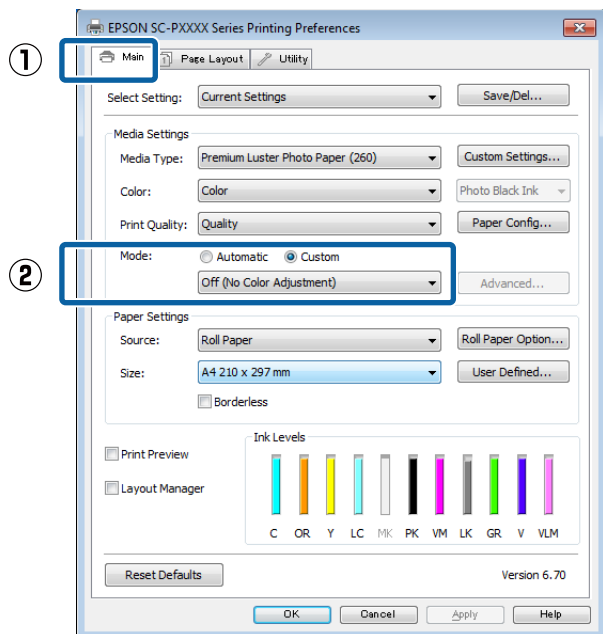 EPSON SC-PXXXX Series Printing Preferences
①
Main Page Layout Utility
Select Setting: Current Settings Save/Del...
Media Settings
Media Type: Premium Luster Photo Paper (260) Custom Settings...
Color: Color Photo Black Ink
Print Quality: Quality Paper Config...
Mode: Automatic Custom
②
Off (No Color Adjustment) Advanced...
Paper Settings
Source: Roll Paper Roll Paper Option...
Size: A4 210 x 297 mm User Defined...
Borderless
Ink Levels
Print Preview
Layout Manager
C OR Y LC MK PK VM LK GR V VLM
Reset Defaults Version 6.70
OK Cancel Apply Help